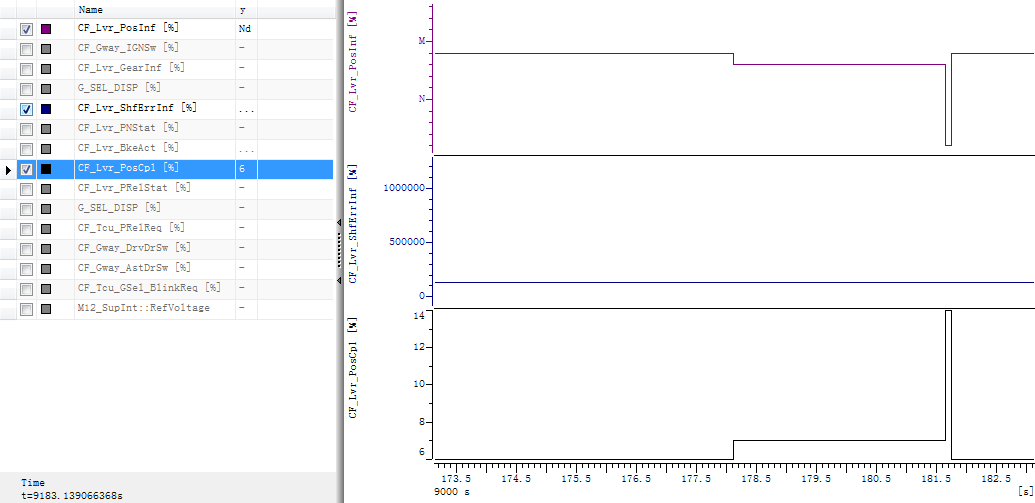 Name y
CF_Lvr_PosInf [%] Nd
CF_Gway_IGNSw [%] -
CF_Lvr_GearInf [%] -
G_SEL_DISP [%] -
CF_Lvr_ShfErrInf [%] ...
CF_Lvr_PNStat [%] -
CF_Lvr_BkeAct [%] ...
CF_Lvr_PosCpl [%] 6
CF_Lvr_PRelStat [%] -
G_SEL_DISP [%] -
CF_Tcu_PRelReq [%] -
CF_Gway_DrvDrSw [%] -
CF_Gway_AstDrSw [%] -
CF_Tcu_GSel_BlinkReq [%] -
M12_SupInt::RefVoltage -
Time
t=9183.139066368s
CF_Lvr_PosInf [%]
M
N
CF_Lvr_ShfErrInf [%]
1000000
500000
0
CF_Lvr_PosCpl [%]
14
12
10
8
6
173.5 174.5 175.5 176.5 177.5 178.5 179.5 180.5 181.5 182.5
9000 s [s]